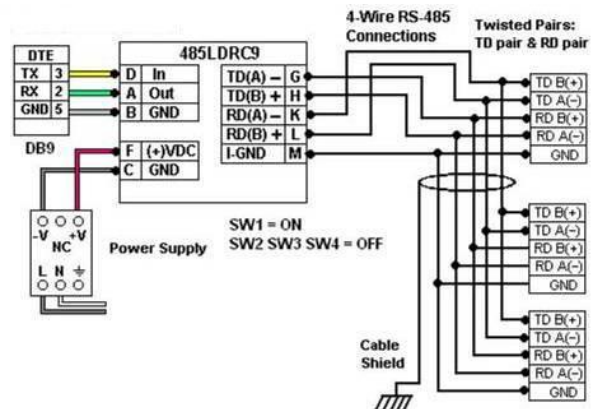 4-Wire RS-485
Connections
Twisted Pairs:
TD pair & RD pair
DTE
TX 3
RX 2
GND 5
DB9
485LDRC9
D In
A Out
B GND
F (+)VDC
C GND
TD(A) – G
TD(B) + H
RD(A) – K
RD(B) + L
I-GND M
TD B(+)
TD A(–)
RD B(+)
RD A(–)
GND
-V +V
NC
L N
Power Supply
SW1 = ON
SW2 SW3 SW4 = OFF
TD B(+)
TD A(–)
RD B(+)
RD A(–)
GND
Cable
Shield
TD B(+)
TD A(–)
RD B(+)
RD A(–)
GND